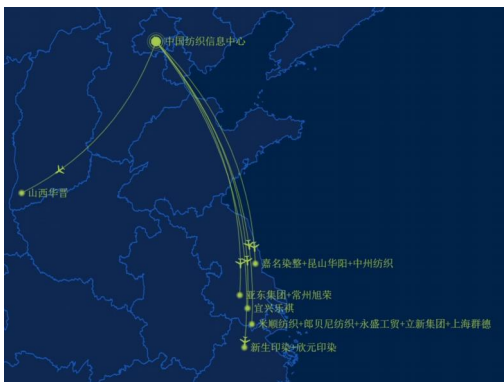 中国纺织信息中心
山西华晋
嘉名染整+昆山华阳+中州纺织
亚东集团+常州旭荣
宜兴乐祺
米顺纺织+郎贝尼纺织+永盛工贸+立新集团+上海群德
新生印染+欣元印染